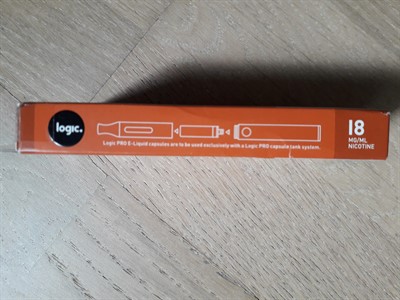 logic.
Logic PRO E-Liquid capsules are to be used exclusively with a Logic PRO capsule tank system.
18
MG/ML
NICOTINE